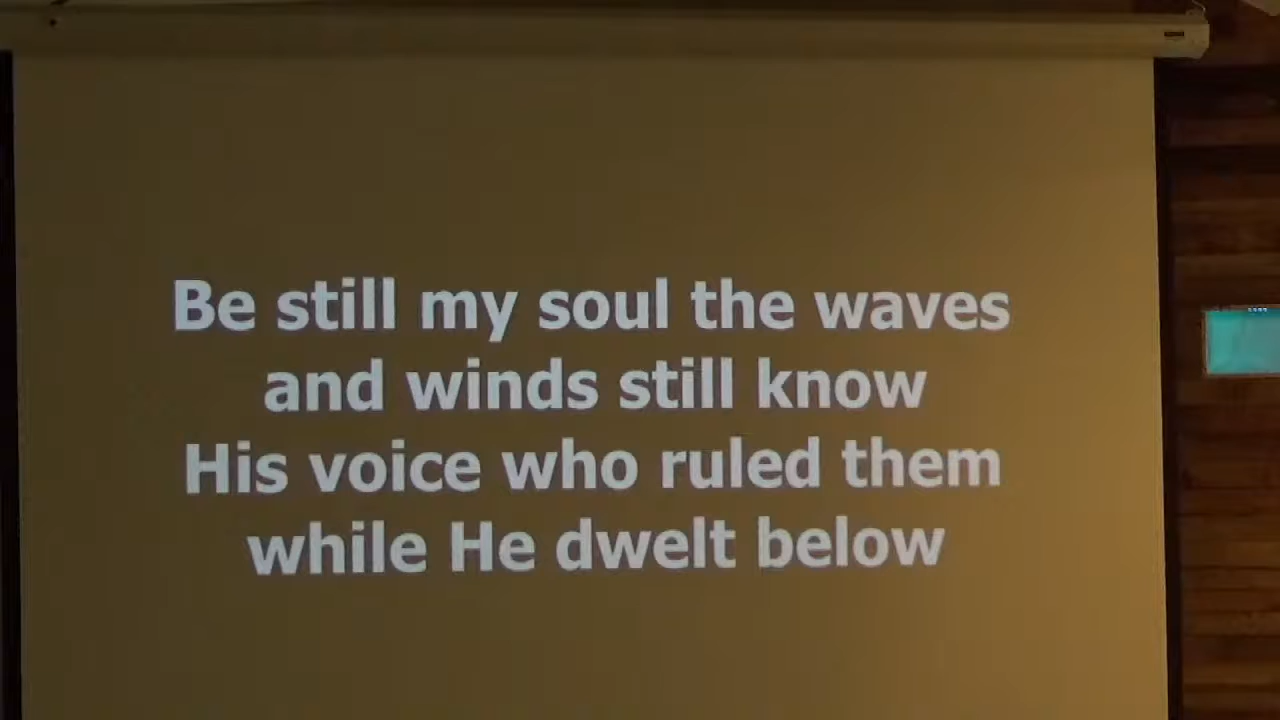 Be still my soul the waves
and winds still know
His voice who ruled them
while He dwelt below